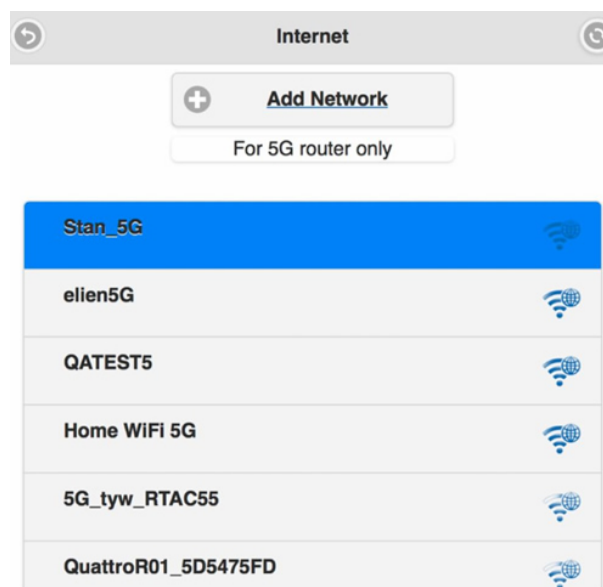 Internet
Add Network
For 5G router only
Stan_5G
elien5G
QATEST5
Home WiFi 5G
5G_tyw_RTAC55
QuattroR01_5D5475FD